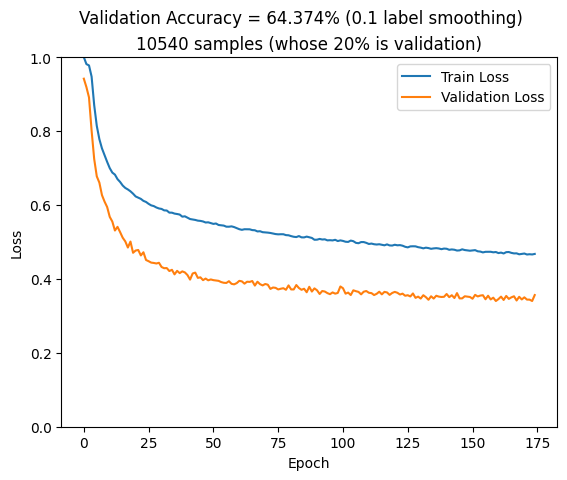 Validation Accuracy = 64.374% (0.1 label smoothing)
10540 samples (whose 20% is validation)
Train Loss
Validation Loss
1.0
0.8
0.6
0.4
0.2
0.0
Loss
0 25 50 75 100 125 150 175
Epoch